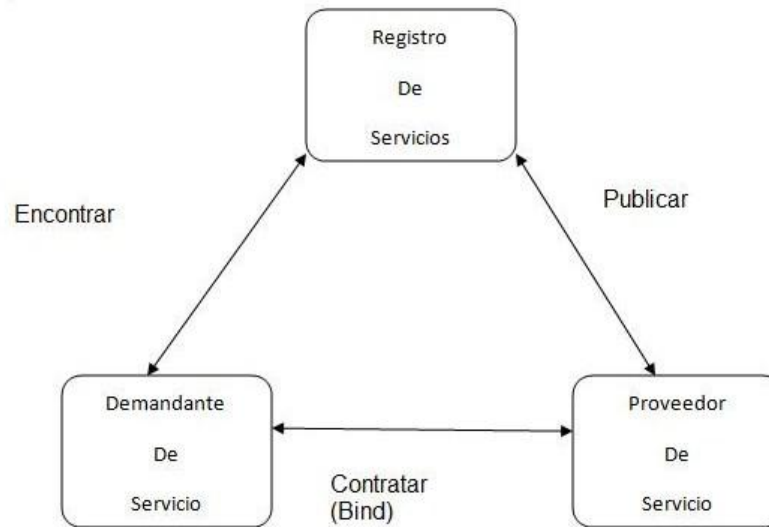 Registro
De
Servicios
Encontrar
Publicar
Demandante
De
Servicio
Proveedor
De
Servicio
Contratar
(Bind)